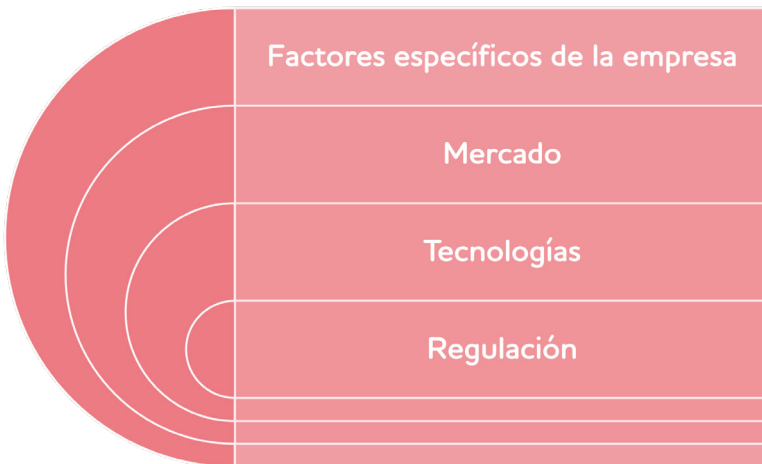 Factores específicos de la empresa
Mercado
Tecnologías
Regulación